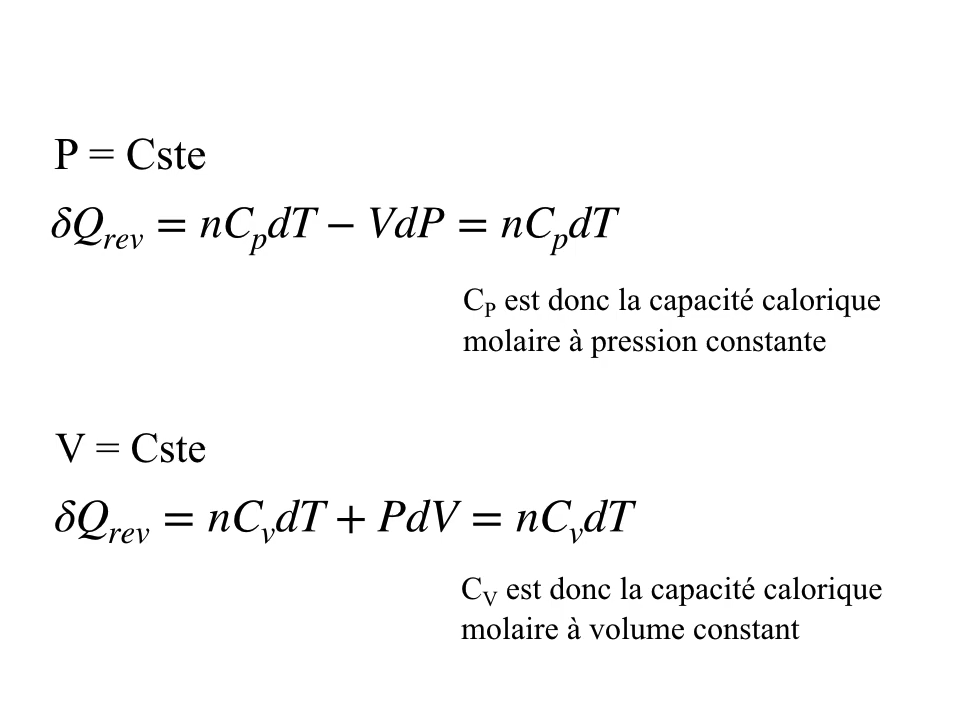 P = Cste
δQ_rev = nC_pdT − VdP = nC_pdT
C_P est donc la capacité calorique
molaire à pression constante
V = Cste
δQ_rev = nC_vdT + PdV = nC_vdT
C_V est donc la capacité calorique
molaire à volume constant